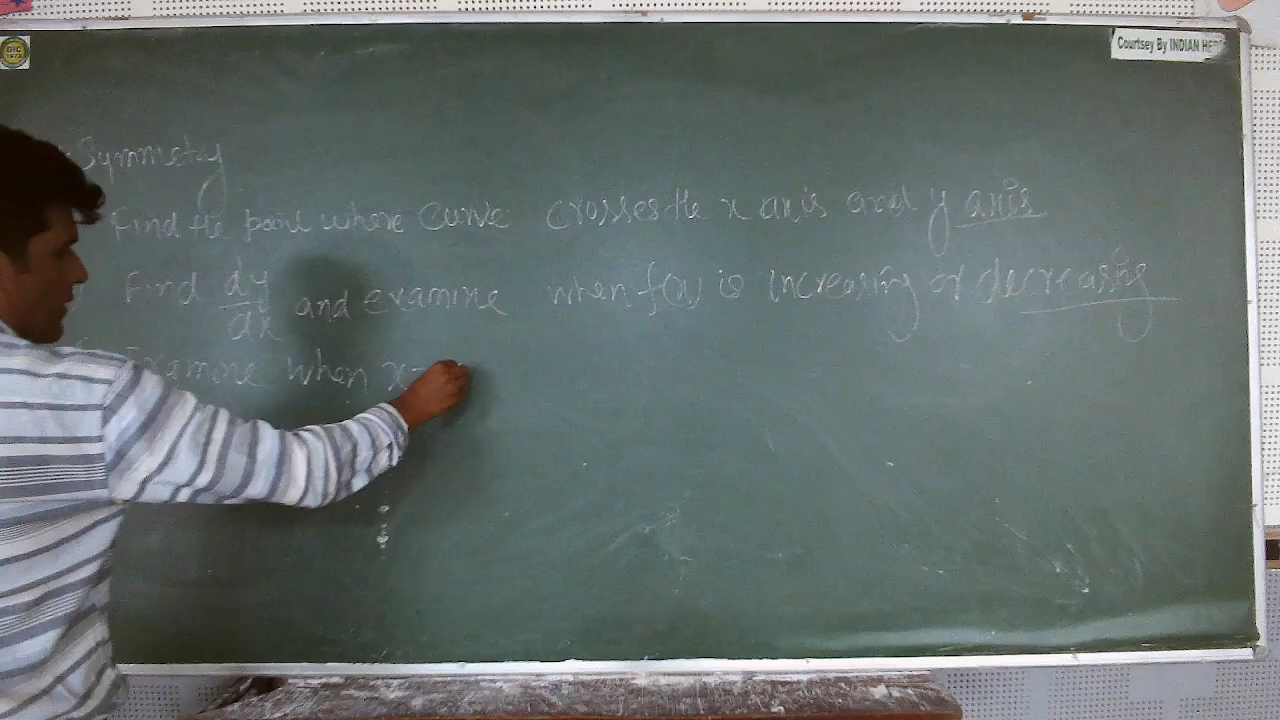 Courtsey By INDIAN HE
Symmety
Find the point where curve crosses the x axis and y axis
Find dy/dx and examine when f(x) is increasing or decreasing
Examine when x